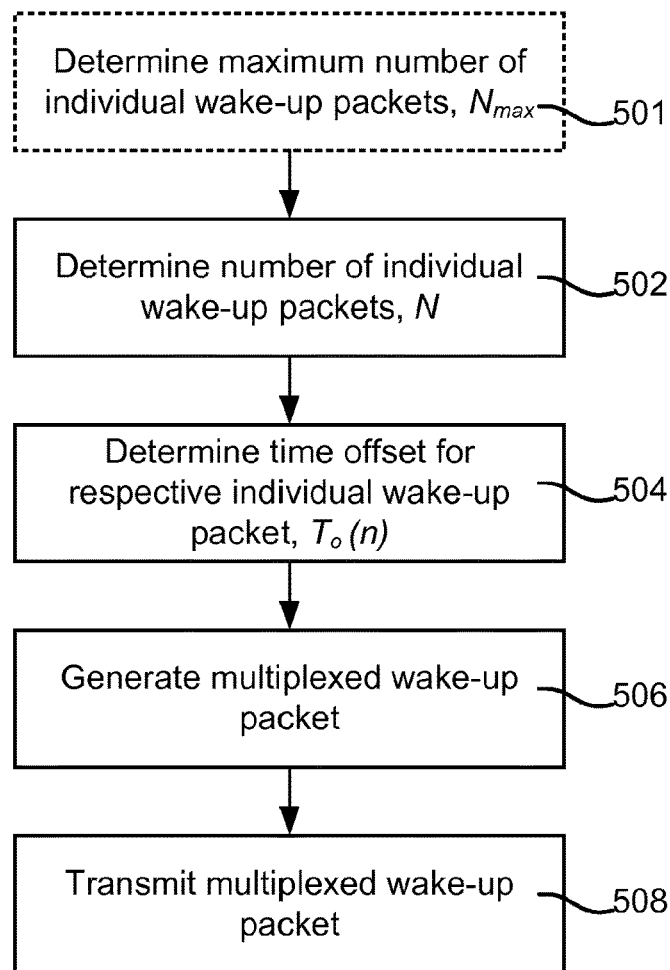 Determine maximum number of
individual wake-up packets, Nmax
501
Determine number of individual
wake-up packets, N
502
Determine time offset for
respective individual wake-up
packet, To (n)
504
Generate multiplexed wake-up
packet
506
Transmit multiplexed wake-up
packet
508